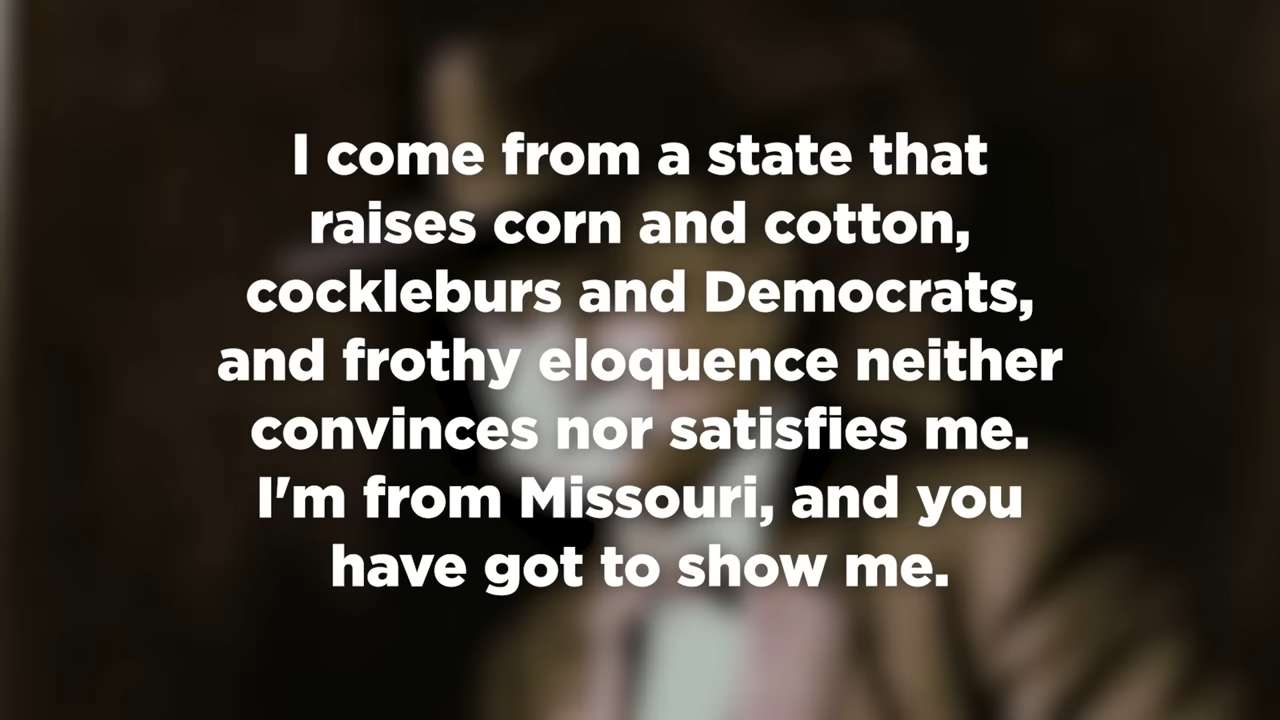 I come from a state that
raises corn and cotton,
cockleburs and Democrats,
and frothy eloquence neither
convinces nor satisfies me.
I'm from Missouri, and you
have got to show me.